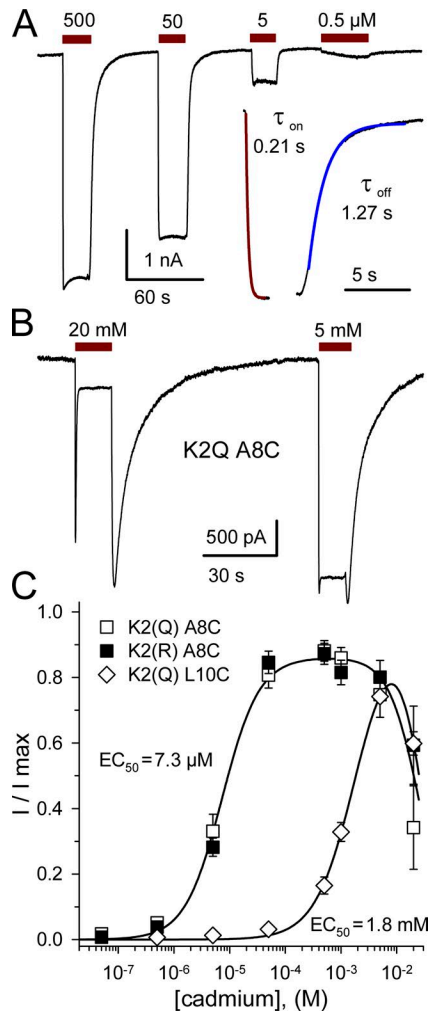 A
500 50 5 0.5 µM
τ on
0.21 s
τ off
1.27 s
1 nA
60 s
5 s
B
20 mM 5 mM
K2Q A8C
500 pA
30 s
C
1.0
0.8
0.6
0.4
0.2
0.0
I / I max
K2(Q) A8C
K2(R) A8C
K2(Q) L10C
EC50 = 7.3 µM
EC50 = 1.8 mM
10-7 10-6 10-5 10-4 10-3 10-2
[cadmium], (M)